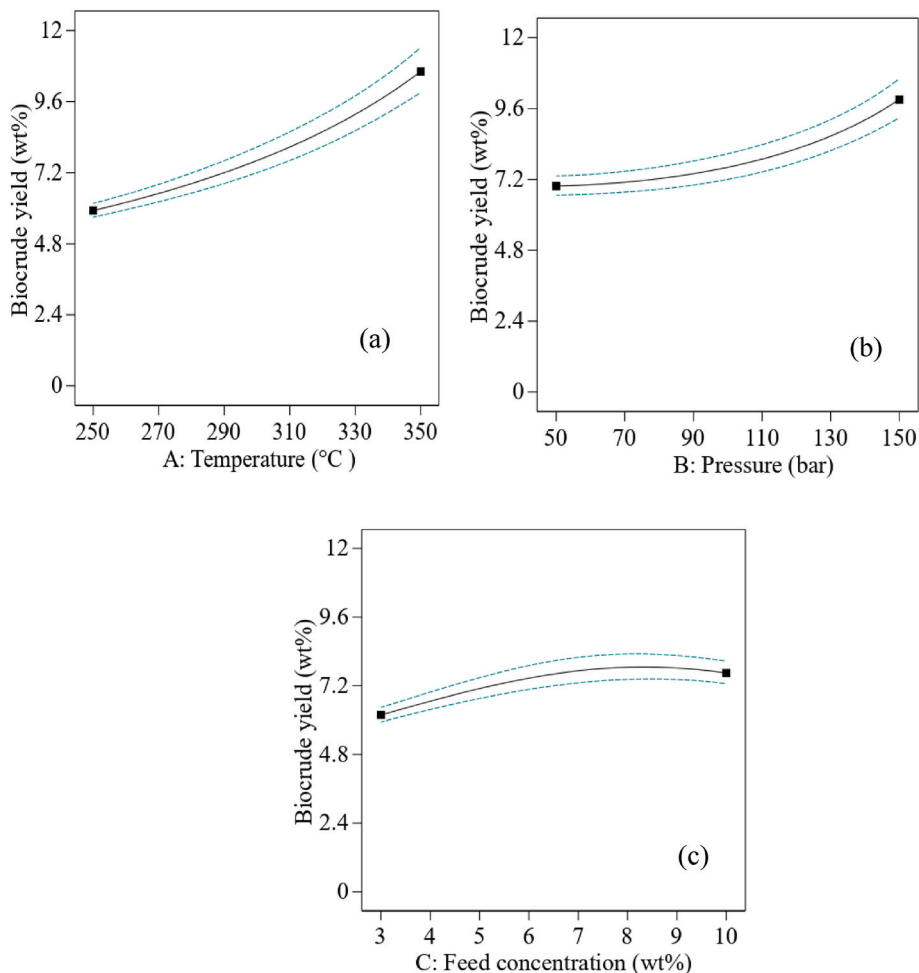 Biocrude yield (wt%)
12
9.6
7.2
4.8
2.4
0
(a)
250 270 290 310 330 350
A: Temperature (°C )
Biocrude yield (wt%)
12
9.6
7.2
4.8
2.4
0
(b)
50 70 90 110 130 150
B: Pressure (bar)
Biocrude yield (wt%)
12
9.6
7.2
4.8
2.4
0
(c)
3 4 5 6 7 8 9 10
C: Feed concentration (wt%)